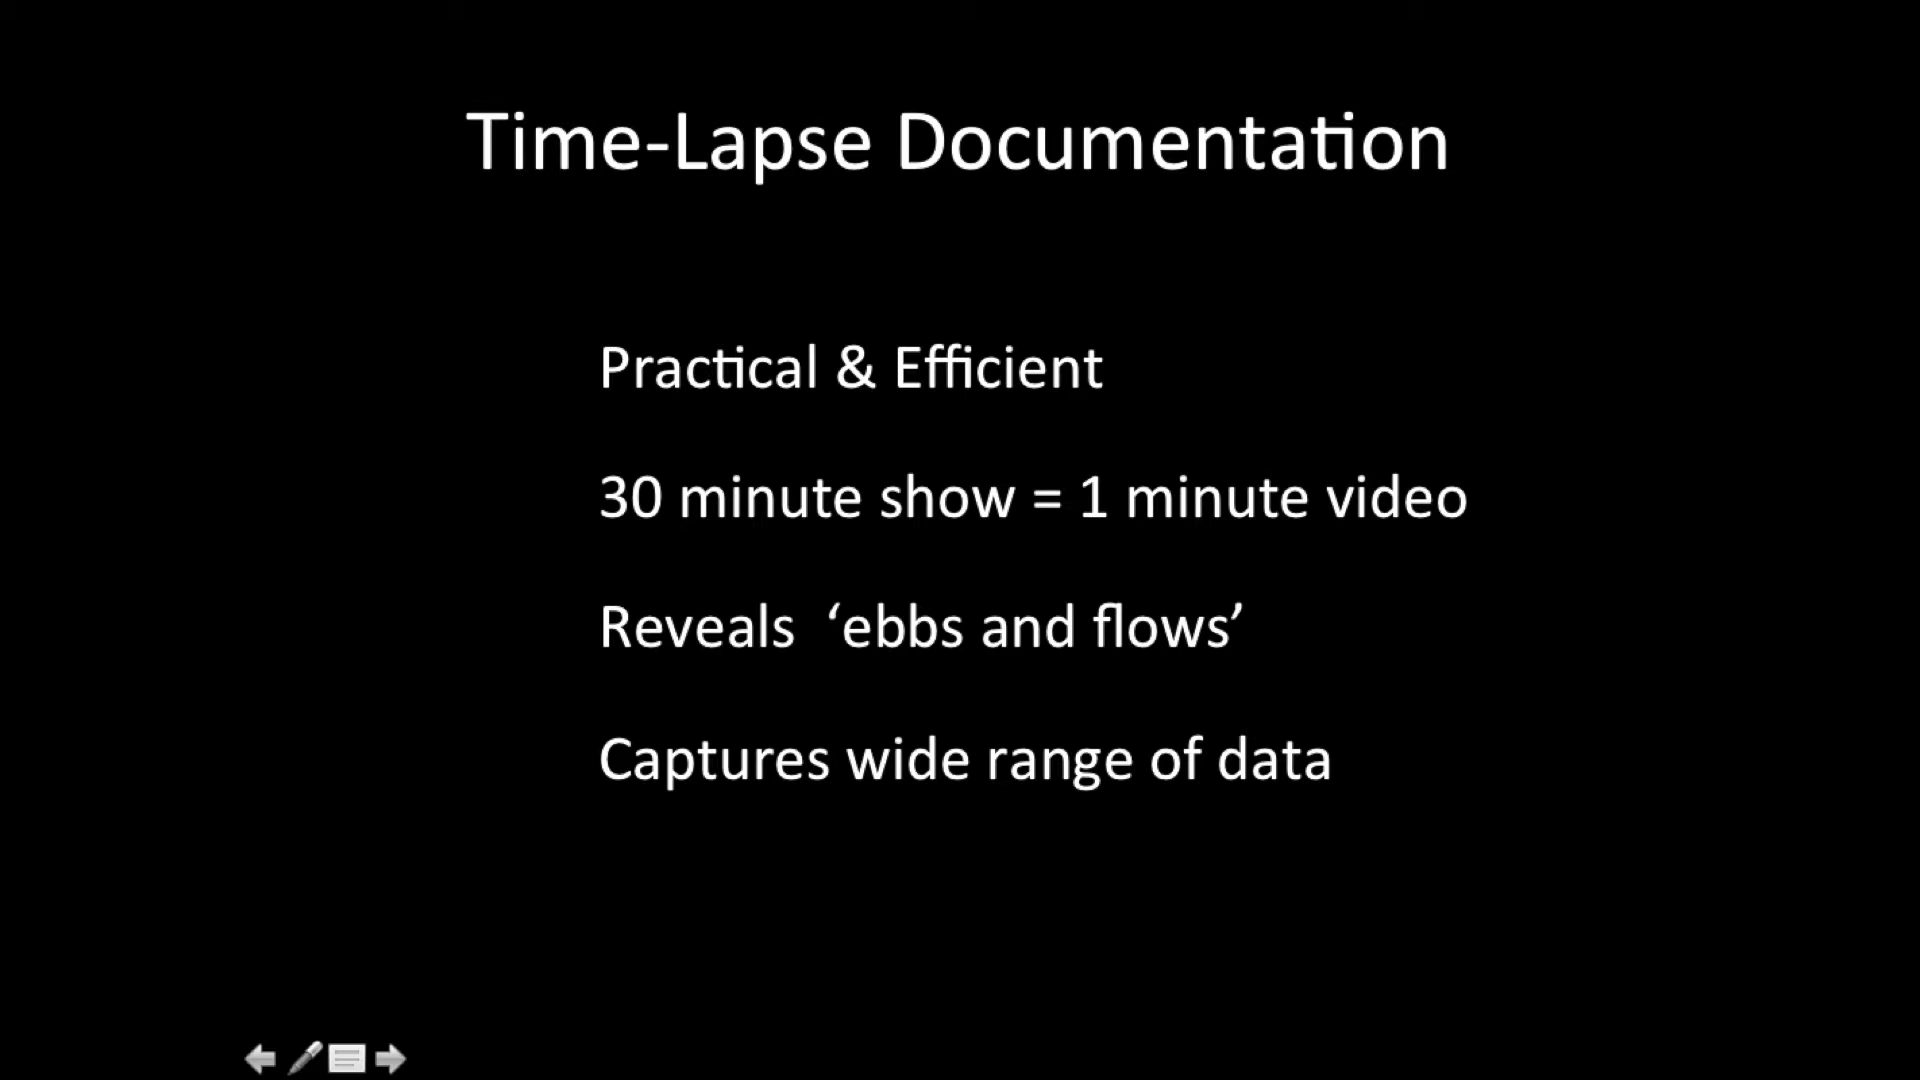 Time-Lapse Documentation
Practical & Efficient
30 minute show = 1 minute video
Reveals  ‘ebbs and flows’
Captures wide range of data